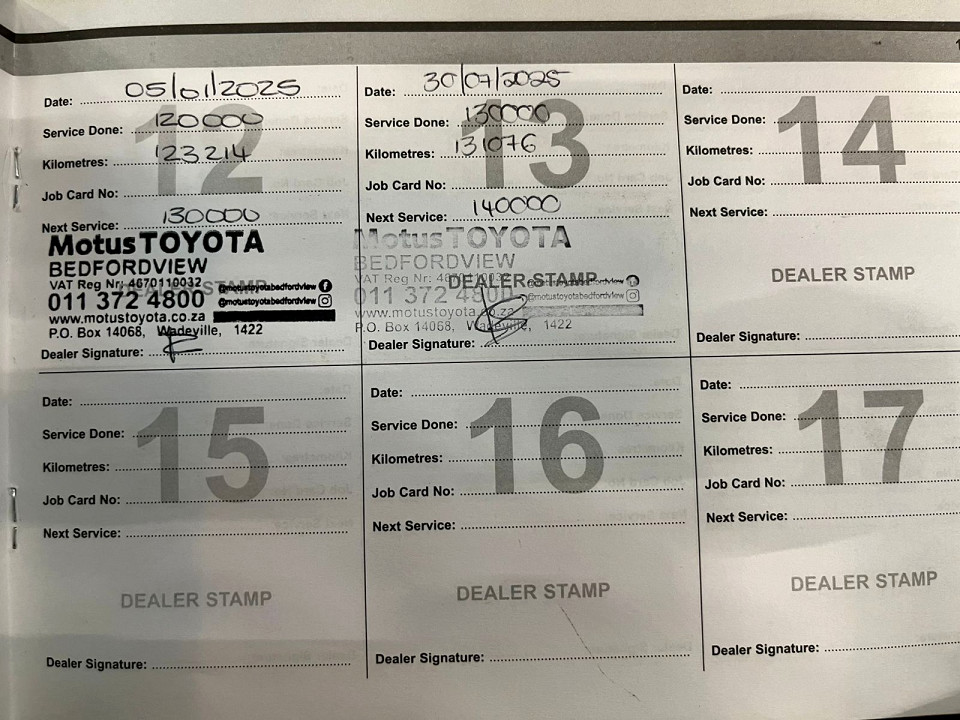 12
Date: 05/01/2025
Service Done: 120000
Kilometres: 123214
Job Card No:
Next Service: 130000
Motus TOYOTA
BEDFORDVIEW
VAT Reg Nr: 4670110032
DEALER STAMP
@motustoyotabedfordview
011 372 4800
@motustoyotabedfordview
www.motustoyota.co.za
P.O. Box 14068, Wadeville, 1422
Dealer Signature:
13
Date: 30/07/2025
Service Done: 130000
Kilometres: 131076
Job Card No:
Next Service: 140000
Motus TOYOTA
BEDFORDVIEW
VAT Reg Nr: 4670110032
DEALER STAMP
@motustoyotabedfordview
011 372 4800
@motustoyotabedfordview
www.motustoyota.co.za
P.O. Box 14068, Wadeville, 1422
Dealer Signature:
14
Date:
Service Done:
Kilometres:
Job Card No:
Next Service:
DEALER STAMP
Dealer Signature:
15
Date:
Service Done:
Kilometres:
Job Card No:
Next Service:
DEALER STAMP
Dealer Signature:
16
Date:
Service Done:
Kilometres:
Job Card No:
Next Service:
DEALER STAMP
Dealer Signature:
17
Date:
Service Done:
Kilometres:
Job Card No:
Next Service:
DEALER STAMP
Dealer Signature: